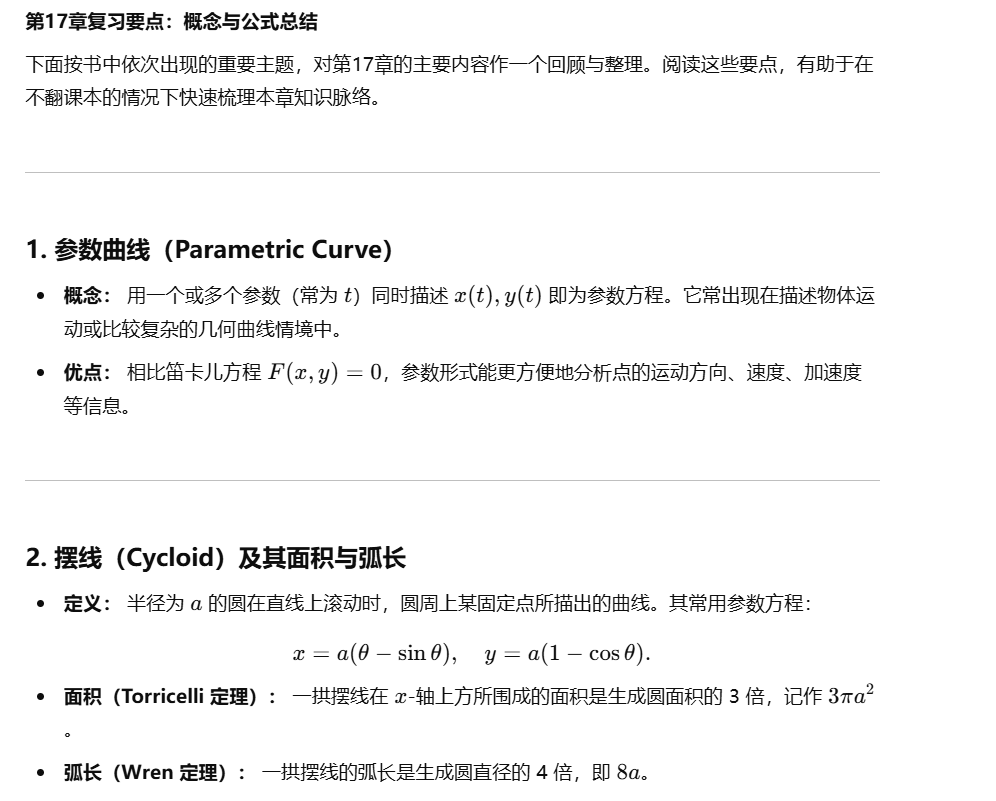 第17章复习要点：概念与公式总结
下面按书中依次出现的重要主题，对第17章的主要内容作一个回顾与整理。阅读这些要点，有助于在
不翻课本的情况下快速梳理本章知识脉络。
1. 参数曲线（Parametric Curve）
• 概念： 用一个或多个参数（常为 t）同时描述 x(t), y(t) 即为参数方程。它常出现在描述物体运
动或比较复杂的几何曲线情境中。
• 优点： 相比笛卡儿方程 F(x, y) = 0，参数形式能更方便地分析点的运动方向、速度、加速度
等信息。
2. 摆线（Cycloid）及其面积与弧长
• 定义： 半径为 a 的圆在直线上滚动时，圆周上某固定点所描出的曲线。其常用参数方程：
x = a(θ − sin θ), y = a(1 − cos θ).
• 面积（Torricelli 定理）： 一拱摆线在 x-轴上方所围成的面积是生成圆面积的 3 倍，记作 3πa²
。
• 弧长（Wren 定理）： 一拱摆线的弧长是生成圆直径的 4 倍，即 8a。